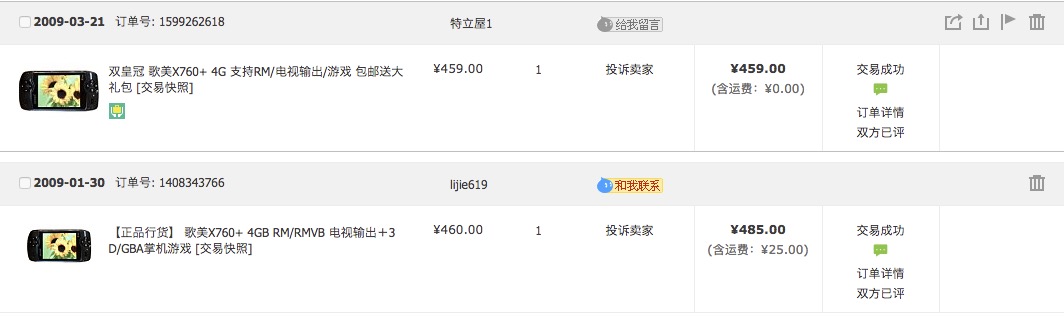 2009-03-21 订单号: 1599262618 特立屋1 给我留言
双皇冠 歌美X760+ 4G 支持RM/电视输出/游戏 包邮送大 ¥459.00 1 投诉卖家 ¥459.00 交易成功
礼包 [交易快照] (含运费: ¥0.00)
订单详情
双方已评
2009-01-30 订单号: 1408343766 lijie619 和我联系
【正品行货】 歌美X760+ 4GB RM/RMVB 电视输出+3 ¥460.00 1 投诉卖家 ¥485.00 交易成功
D/GBA掌机游戏 [交易快照] (含运费: ¥25.00)
订单详情
双方已评